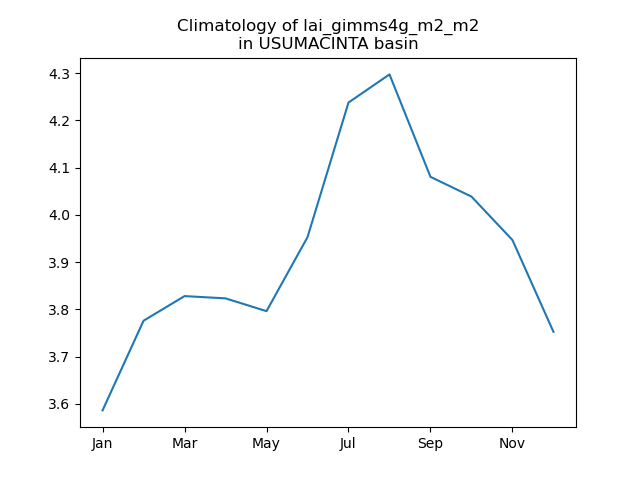 Climatology of lai_gimms4g_m2_m2
in USUMACINTA basin
4.3
4.2
4.1
4.0
3.9
3.8
3.7
3.6
Jan Mar May Jul Sep Nov